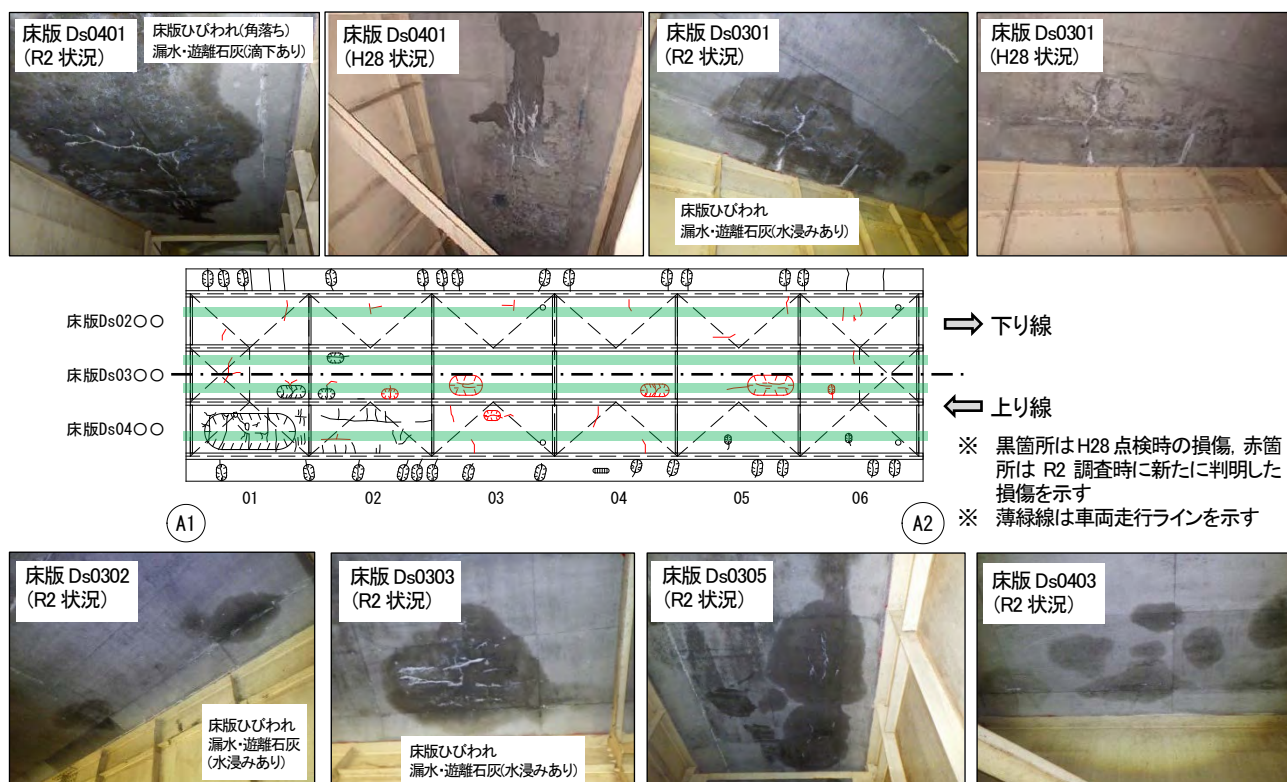 床版 Ds0401
(R2 状況)
床版ひびわれ(角落ち)
漏水・遊離石灰(滴下あり)
床版 Ds0401
(H28 状況)
床版 Ds0301
(R2 状況)
床版ひびわれ
漏水・遊離石灰(水浸みあり)
床版 Ds0301
(H28 状況)
床版Ds02〇〇
床版Ds03〇〇
床版Ds04〇〇
01
02
03
04
05
06
A1
A2
下り線
上り線
※ 黒箇所はH28点検時の損傷, 赤箇
所は R2 調査時に新たに判明した
損傷を示す
※ 薄緑線は車両走行ラインを示す
床版 Ds0302
(R2 状況)
床版ひびわれ
漏水・遊離石灰
(水浸みあり)
床版 Ds0303
(R2 状況)
床版ひびわれ
漏水・遊離石灰(水浸みあり)
床版 Ds0305
(R2 状況)
床版 Ds0403
(R2 状況)